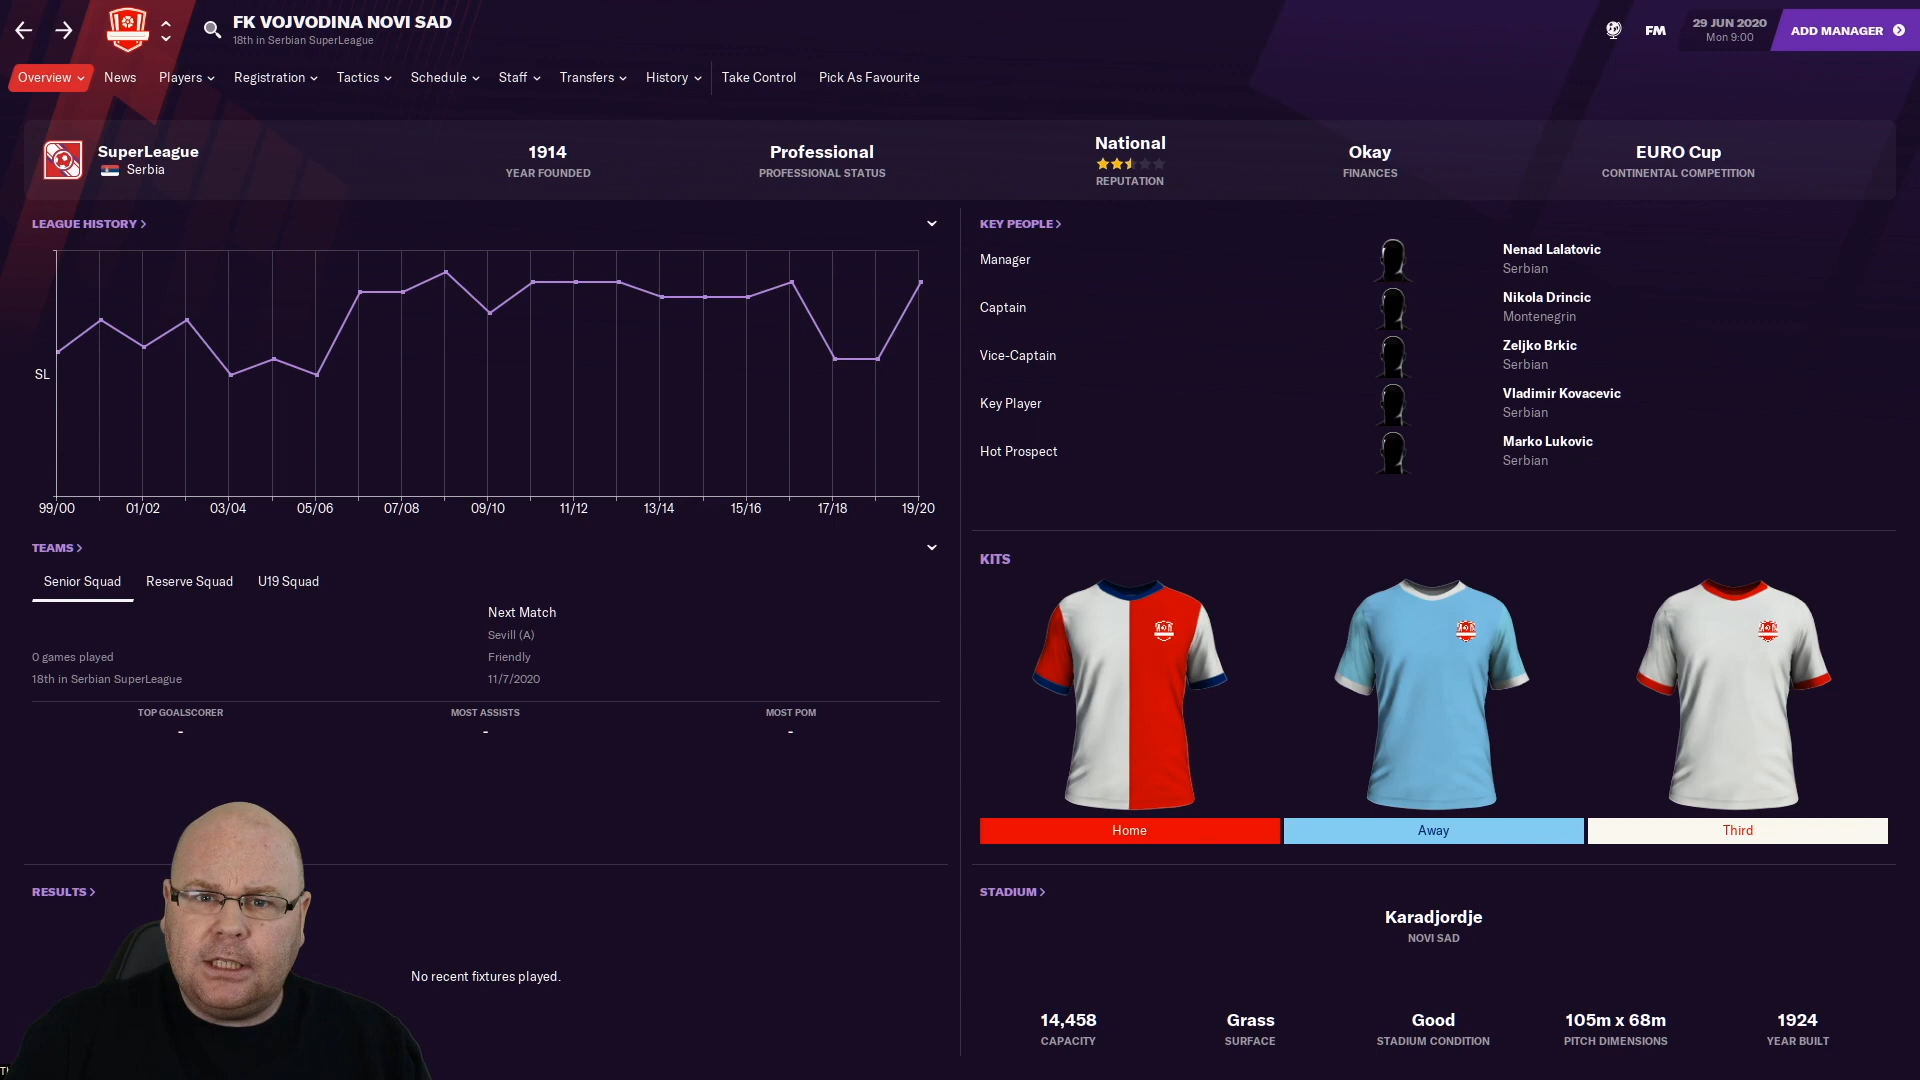 FK VOJVODINA NOVI SAD
18th in Serbian SuperLeague
FM
29 JUN 2020
Mon 9:00
ADD MANAGER
Overview
News
Players
Registration
Tactics
Schedule
Staff
Transfers
History
Take Control
Pick As Favourite
SuperLeague
Serbia
1914
YEAR FOUNDED
Professional
PROFESSIONAL STATUS
National
REPUTATION
Okay
FINANCES
EURO Cup
CONTINENTAL COMPETITION
LEAGUE HISTORY
SL
99/00
01/02
03/04
05/06
07/08
09/10
11/12
13/14
15/16
17/18
19/20
KEY PEOPLE
Manager
Nenad Lalatovic
Serbian
Captain
Nikola Drincic
Montenegrin
Vice-Captain
Zeljko Brkic
Serbian
Key Player
Vladimir Kovacevic
Serbian
Hot Prospect
Marko Lukovic
Serbian
TEAMS
Senior Squad
Reserve Squad
U19 Squad
Next Match
Sevill (A)
0 games played
Friendly
18th in Serbian SuperLeague
11/7/2020
TOP GOALSCORER
-
MOST ASSISTS
-
MOST POM
-
KITS
Home
Away
Third
RESULTS
No recent fixtures played.
STADIUM
Karadjordje
NOVI SAD
14,458
CAPACITY
Grass
SURFACE
Good
STADIUM CONDITION
105m x 68m
PITCH DIMENSIONS
1924
YEAR BUILT